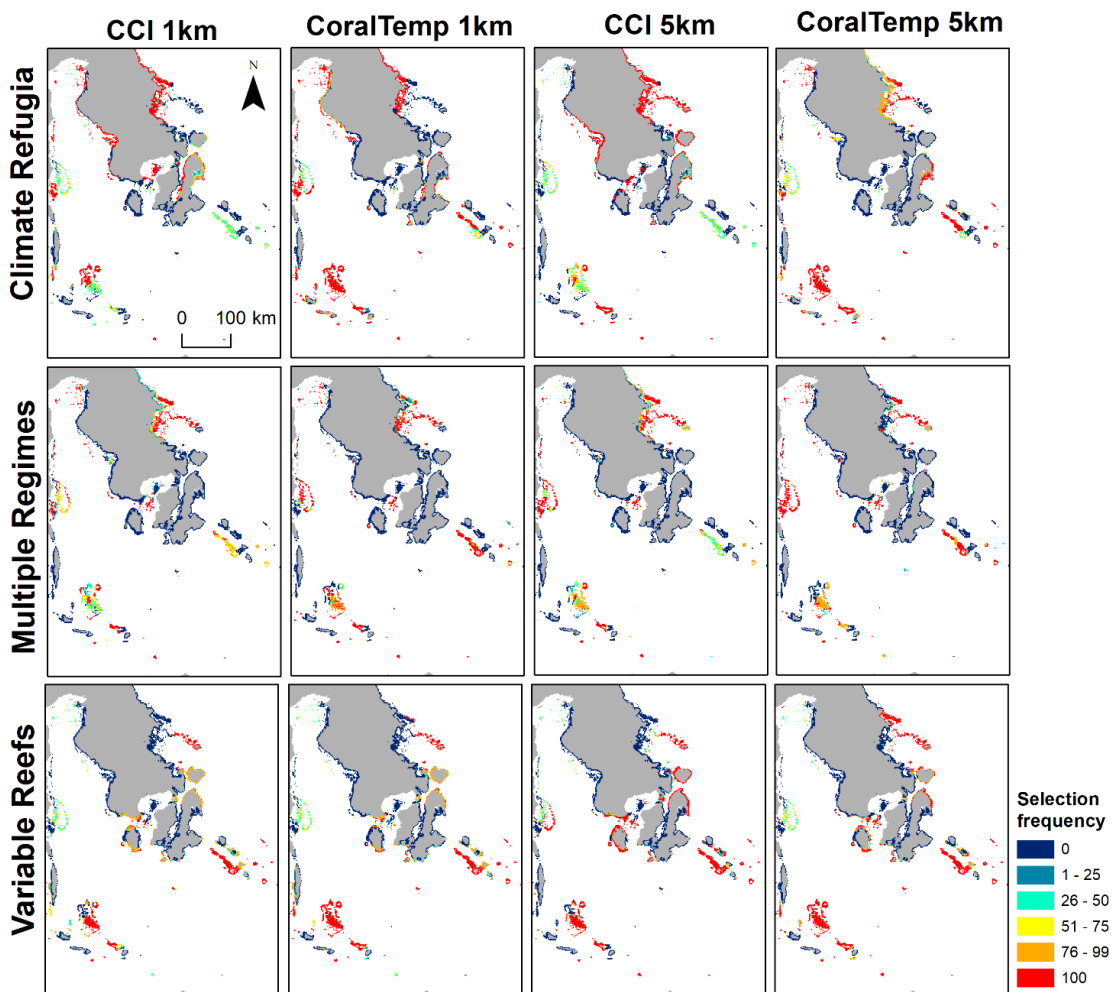 CCI 1km
CoralTemp 1km
CCI 5km
CoralTemp 5km
Climate Refugia
N
0 100 km
Multiple Regimes
Variable Reefs
Selection
frequency
0
1 - 25
26 - 50
51 - 75
76 - 99
100